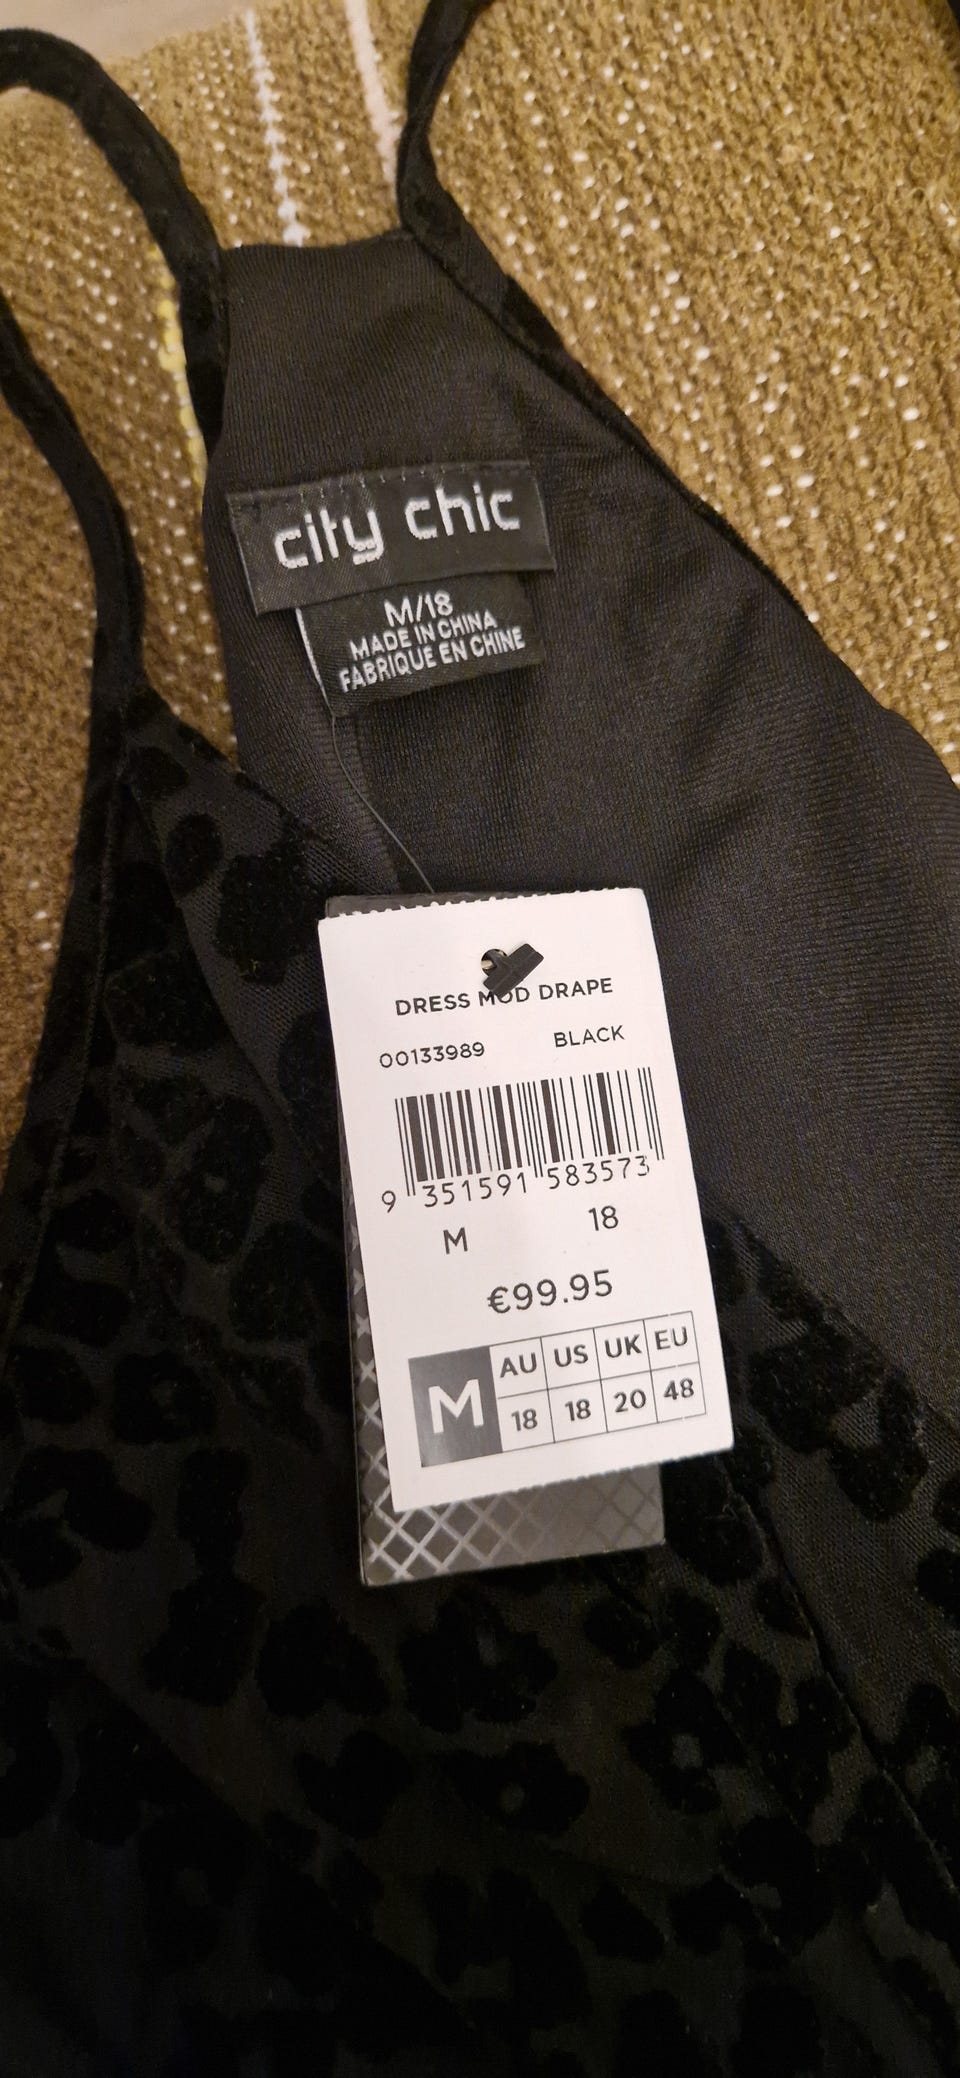 city chic
M/18
MADE IN CHINA
FABRIQUE EN CHINE
DRESS MOD DRAPE
00133989 BLACK
9 351591 583573
M 18
€99.95
M AU US UK EU
18 18 20 48